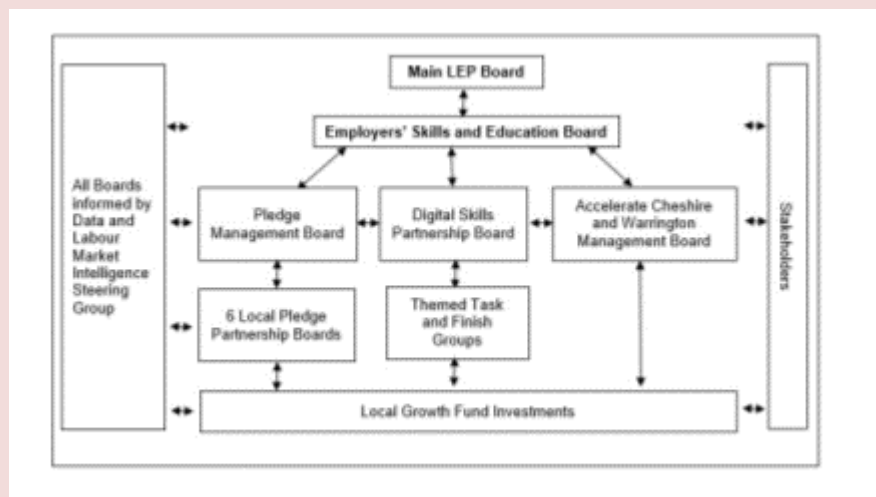 Main LEP Board
Employers' Skills and Education Board
All Boards
informed by
Data and
Labour
Market
Intelligence
Steering
Group
Pledge
Management Board
Digital Skills
Partnership Board
Accelerate Cheshire
and Warrington
Management Board
Stakeholders
6 Local Pledge
Partnership Boards
Themed Task
and Finish
Groups
Local Growth Fund Investments